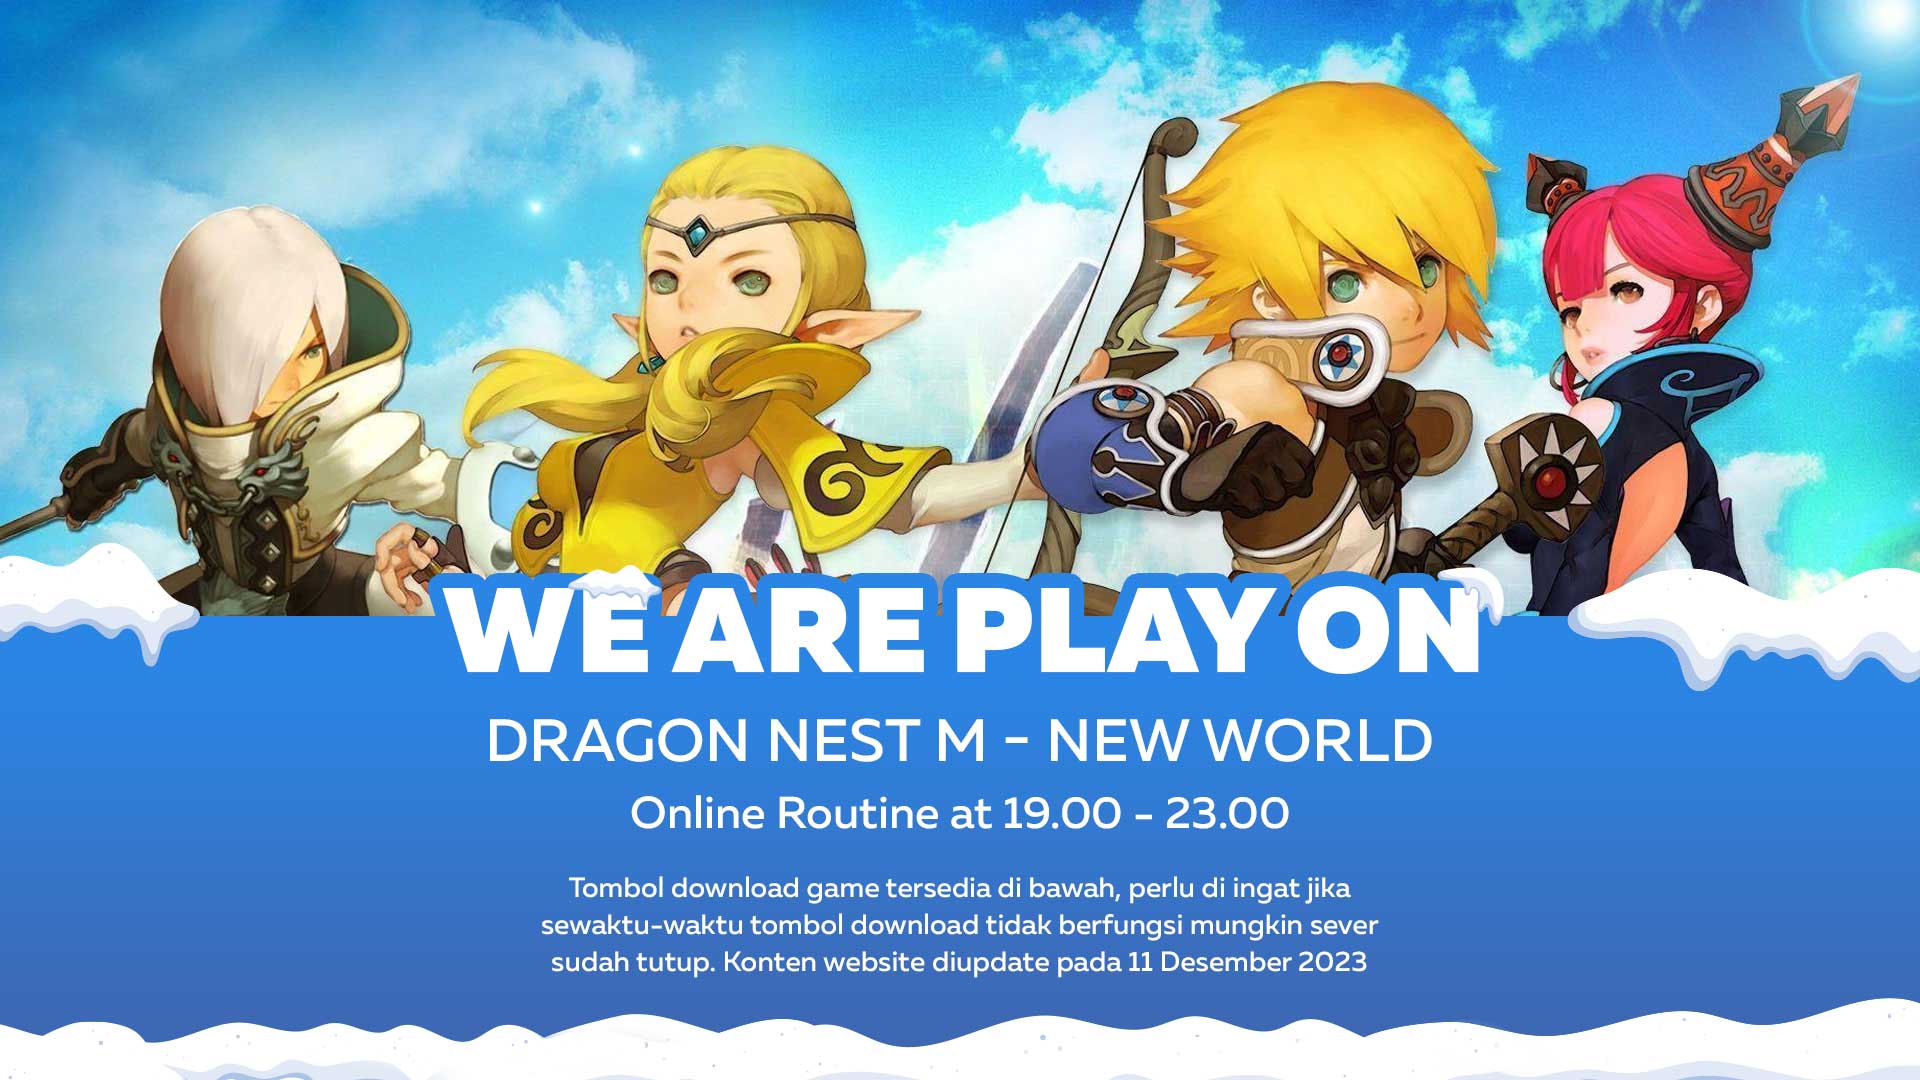 WE ARE PLAY ON
DRAGON NEST M - NEW WORLD
Online Routine at 19.00 - 23.00
Tombol download game tersedia di bawah, perlu di ingat jika
sewaktu-waktu tombol download tidak berfungsi mungkin sever
sudah tutup. Konten website diupdate pada 11 Desember 2023